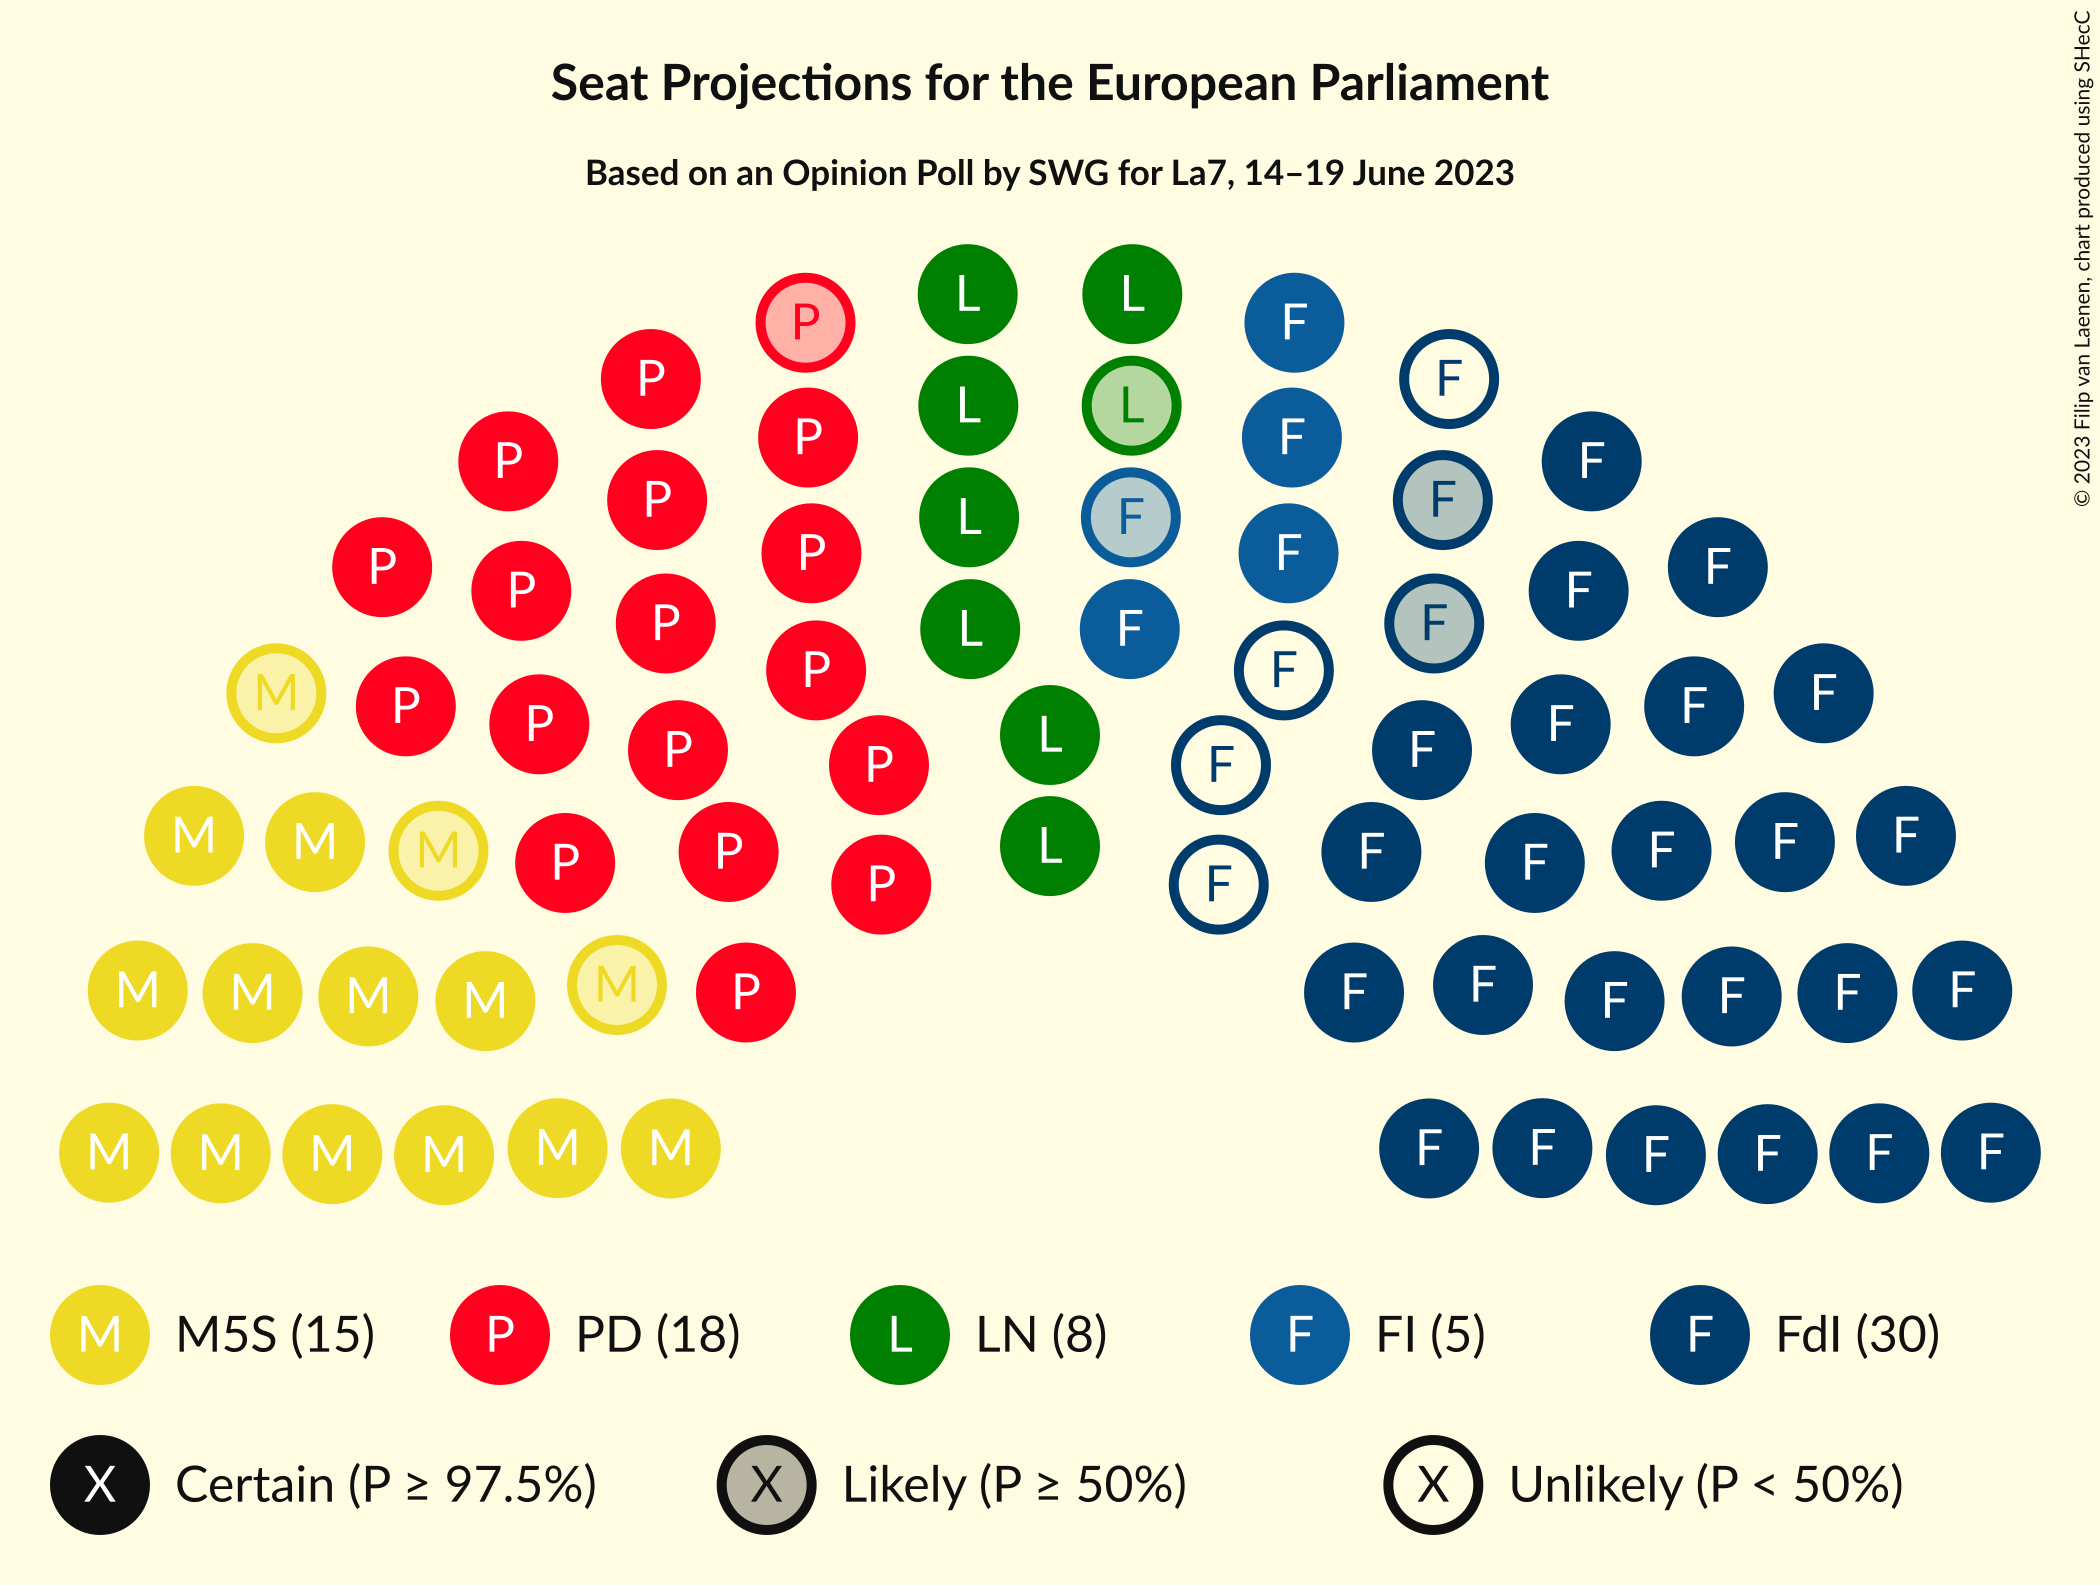 Seat Projections for the European Parliament
Based on an Opinion Poll by SWG for La7, 14–19 June 2023
© 2023 Filip van Laenen, chart produced using SHecC
L L
P F
P F
L L
P F
P F
P F
L F
P F
P F
P F
P F
L F
P F
M F
P F
P F
L
P F
P F
M F
M F
L
M F
P F
P F
P F
M P F F
M M M M F F F F
M M M M M M F F F F F F
M M5S (15) P PD (18) L LN (8) F FI (5) F FdI (30)
X Certain (P ≥ 97.5%) X Likely (P ≥ 50%) X Unlikely (P < 50%)